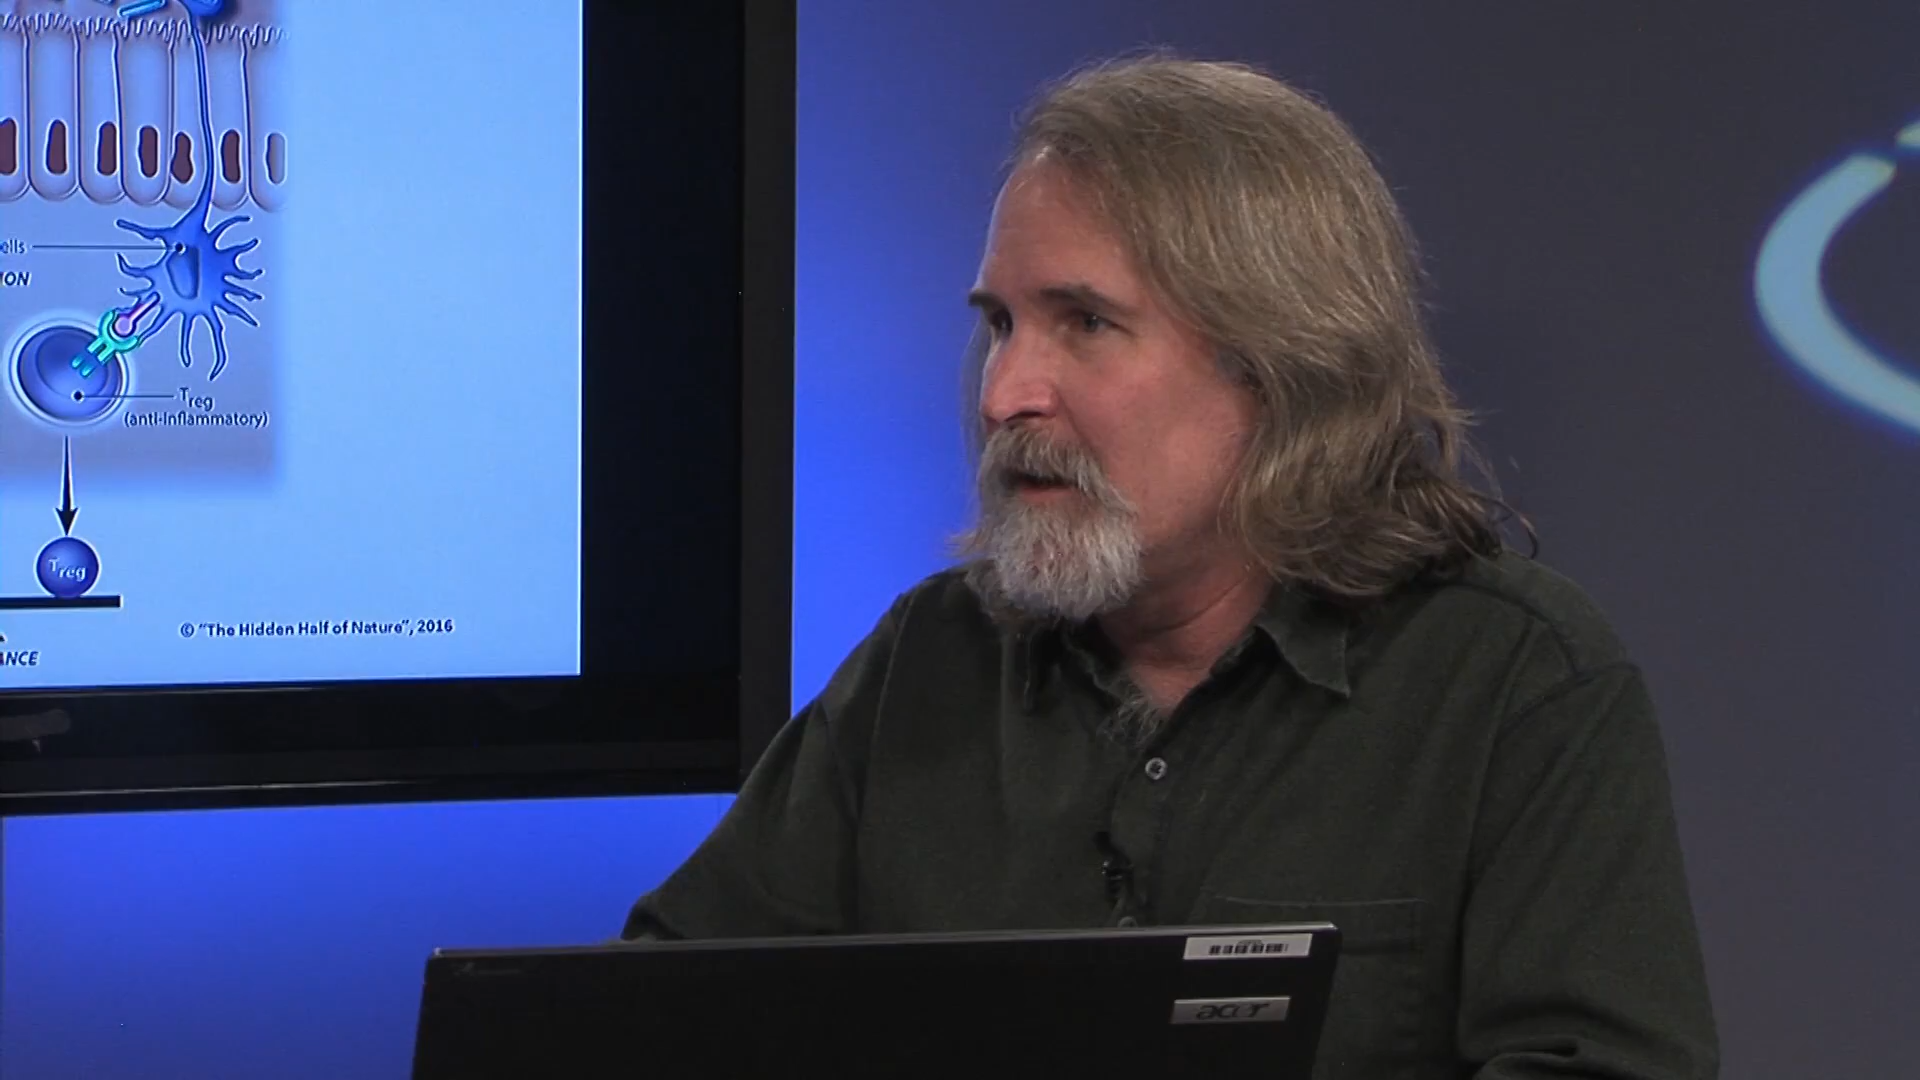 ells
ION
Treg
(anti-inflammatory)
Treg
© "The Hidden Half of Nature", 2016
ANCE
acer